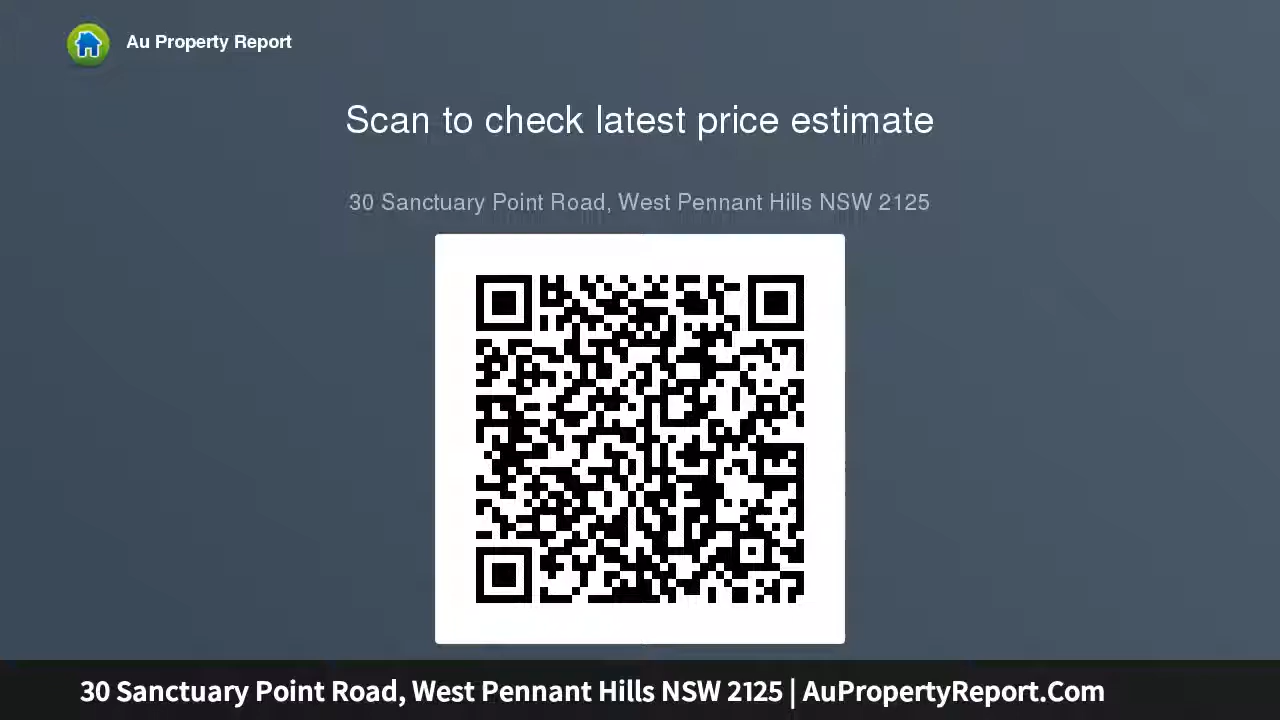 Au Property Report
Scan to check latest price estimate
30 Sanctuary Point Road, West Pennant Hills NSW 2125
30 Sanctuary Point Road, West Pennant Hills NSW 2125 | AuPropertyReport.Com